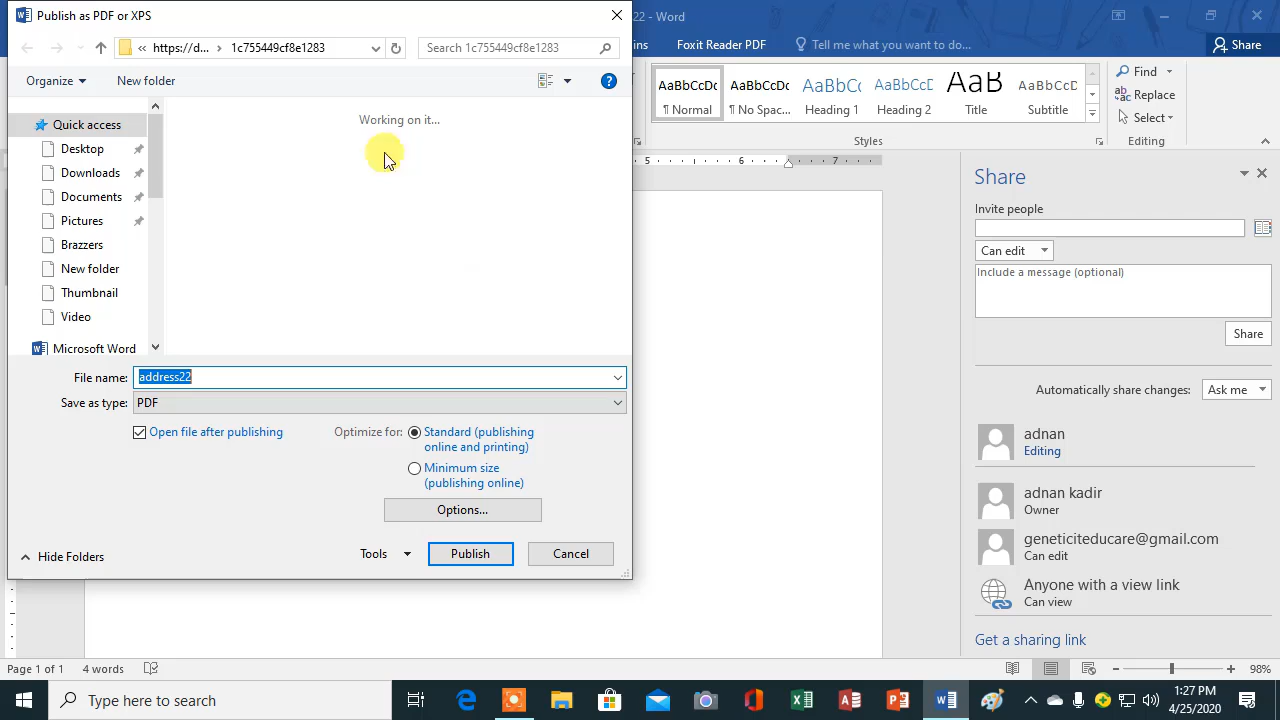 Publish as PDF or XPS
22 - Word
https://d...
1c755449cf8e1283
Search 1c755449cf8e1283
ins
Foxit Reader PDF
Tell me what you want to do...
Share
Organize
New folder
AaBbCcDc
AaBbCcDc
AaBbCc
AaBbCcD
AaB
AaBbCcD
¶ Normal
¶ No Spac...
Heading 1
Heading 2
Title
Subtitle
Find
Replace
Select
Styles
Editing
Working on it...
Quick access
Desktop
Downloads
Documents
Pictures
Brazzers
New folder
Thumbnail
Video
Microsoft Word
5
6
7
File name:
address22
Save as type:
PDF
Open file after publishing
Optimize for:
Standard (publishing
online and printing)
Minimum size
(publishing online)
Options...
Hide Folders
Tools
Publish
Cancel
Share
Invite people
Can edit
Include a message (optional)
Share
Automatically share changes:
Ask me
adnan
Editing
adnan kadir
Owner
geneticiteducare@gmail.com
Can edit
Anyone with a view link
Can view
Get a sharing link
Page 1 of 1
4 words
98%
Type here to search
1:27 PM
4/25/2020